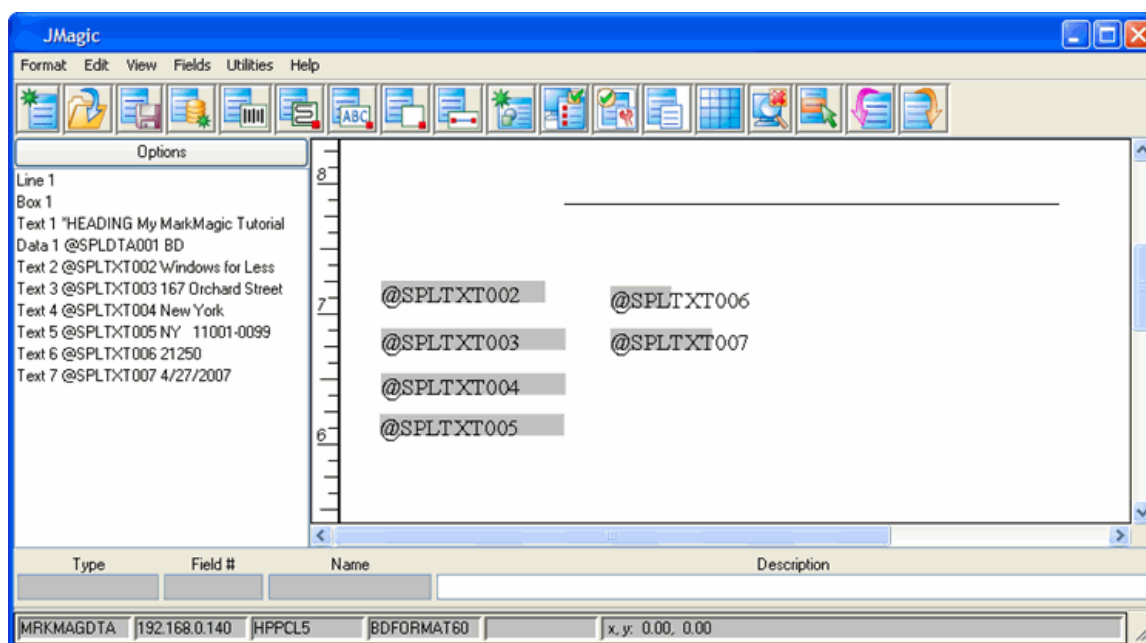 JMagic
Format Edit View Fields Utilities Help
ABC
Options
Line 1
Box 1
Text 1 "HEADING My MarkMagic Tutorial
Data 1 @SPLDTA001 BD
Text 2 @SPLTXT002 Windows for Less
Text 3 @SPLTXT003 167 Orchard Street
Text 4 @SPLTXT004 New York
Text 5 @SPLTXT005 NY 11001-0099
Text 6 @SPLTXT006 21250
Text 7 @SPLTXT007 4/27/2007
8
7
6
@SPLTXT002
@SPLTXT006
@SPLTXT003
@SPLTXT007
@SPLTXT004
@SPLTXT005
Type Field # Name Description
MRKMAGDTA 192.168.0.140 HPPCL5 BDFORMAT60 x, y: 0.00, 0.00